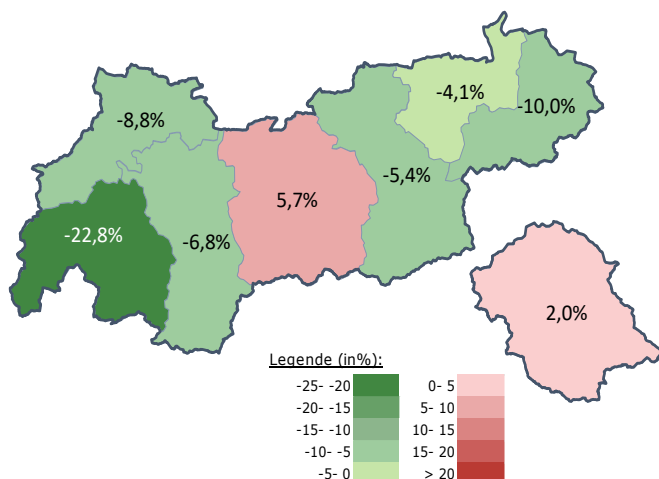 -4,1%
-10,0%
-8,8%
-5,4%
5,7%
-22,8%
-6,8%
2,0%
Legende (in%):
-25- -20 0- 5
-20- -15 5- 10
-15- -10 10- 15
-10- -5 15- 20
-5- 0 > 20